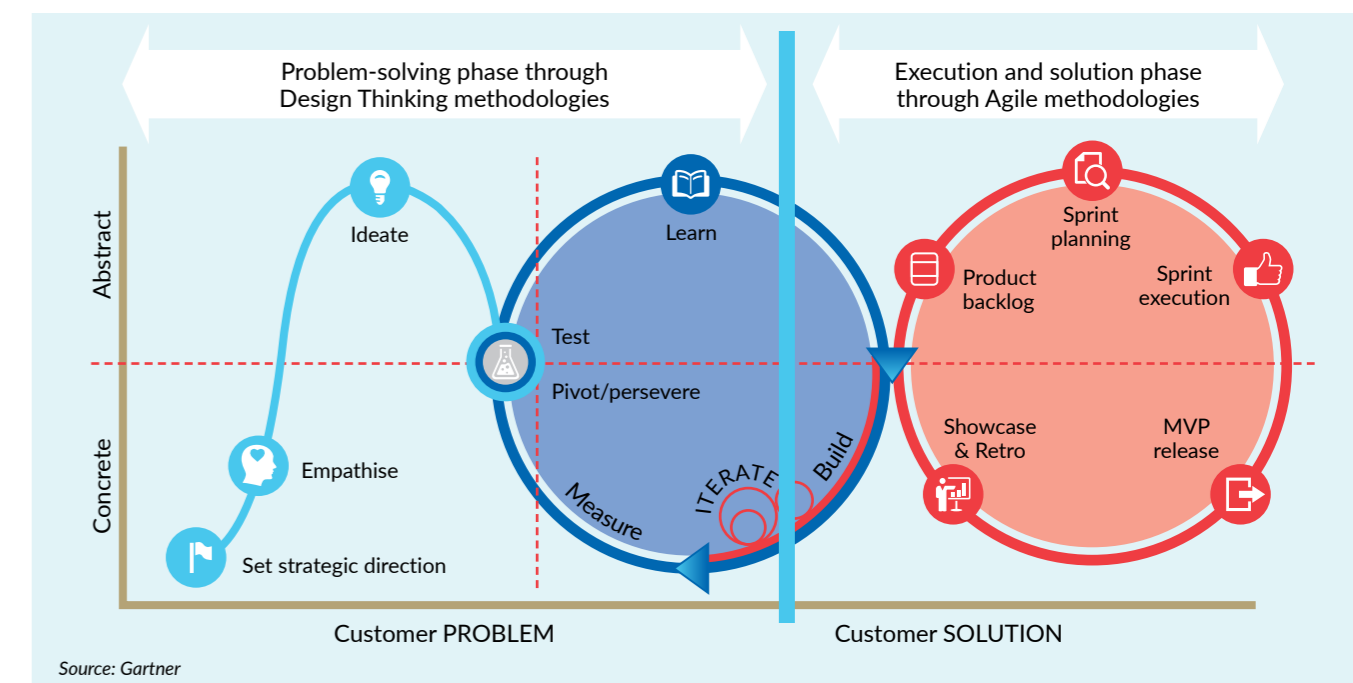 Problem-solving phase through
Design Thinking methodologies
Execution and solution phase
through Agile methodologies
Abstract
Concrete
Ideate
Learn
Test
Pivot/persevere
Empathise
Set strategic direction
Measure
ITERATE
Build
Sprint
planning
Product
backlog
Sprint
execution
Showcase
& Retro
MVP
release
Customer PROBLEM
Customer SOLUTION
Source: Gartner